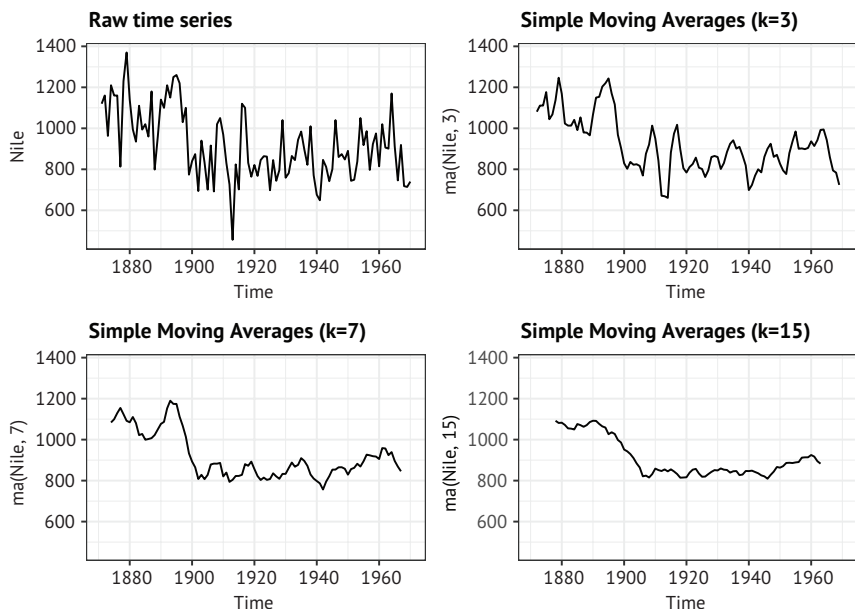 Raw time series
1400
1200
1000
800
600
Nile
1880 1900 1920 1940 1960
Time
Simple Moving Averages (k=3)
1400
1200
1000
800
600
ma(Nile, 3)
1880 1900 1920 1940 1960
Time
Simple Moving Averages (k=7)
1400
1200
1000
800
600
ma(Nile, 7)
1880 1900 1920 1940 1960
Time
Simple Moving Averages (k=15)
1400
1200
1000
800
600
ma(Nile, 15)
1880 1900 1920 1940 1960
Time